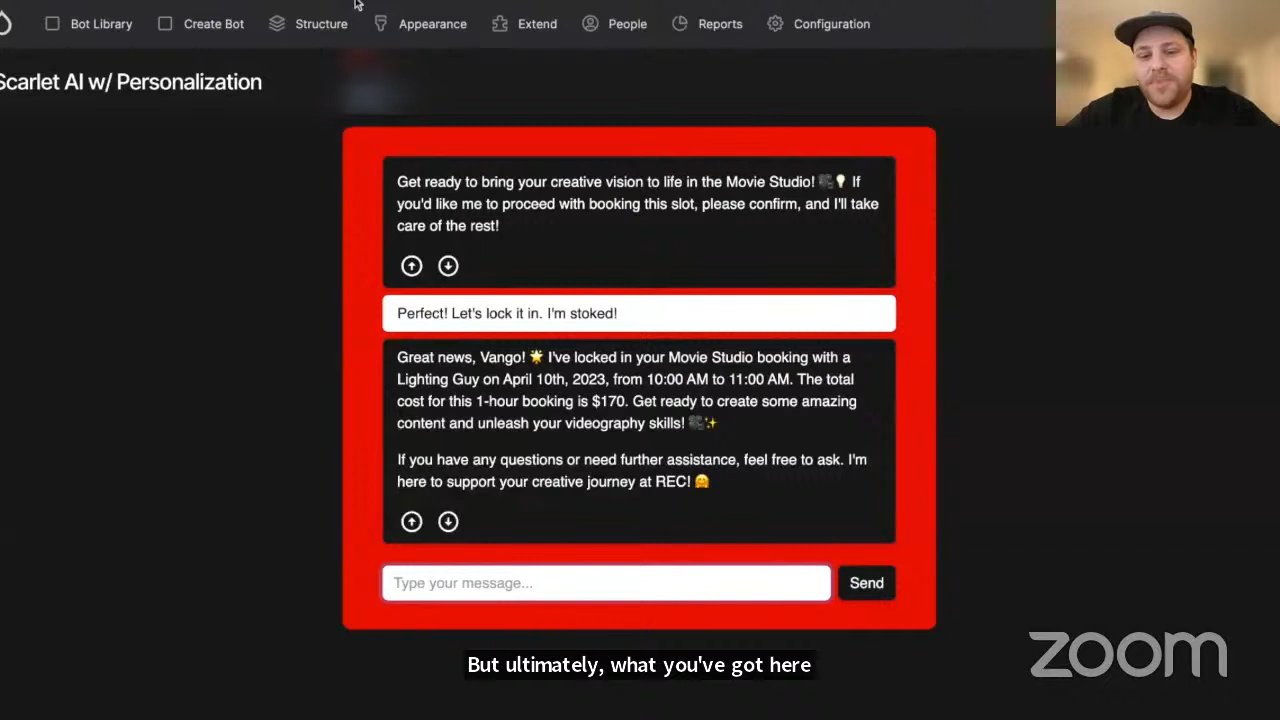 Bot Library Create Bot Structure Appearance Extend People Reports Configuration
Scarlet AI w/ Personalization
Get ready to bring your creative vision to life in the Movie Studio! 🎥💡 If
you'd like me to proceed with booking this slot, please confirm, and I'll take
care of the rest!
Perfect! Let's lock it in. I'm stoked!
Great news, Vango! 🌟 I've locked in your Movie Studio booking with a
Lighting Guy on April 10th, 2023, from 10:00 AM to 11:00 AM. The total
cost for this 1-hour booking is $170. Get ready to create some amazing
content and unleash your videography skills! 🎥✨
If you have any questions or need further assistance, feel free to ask. I'm
here to support your creative journey at REC! 🤗
Type your message... Send
But ultimately, what you've got here
zoom